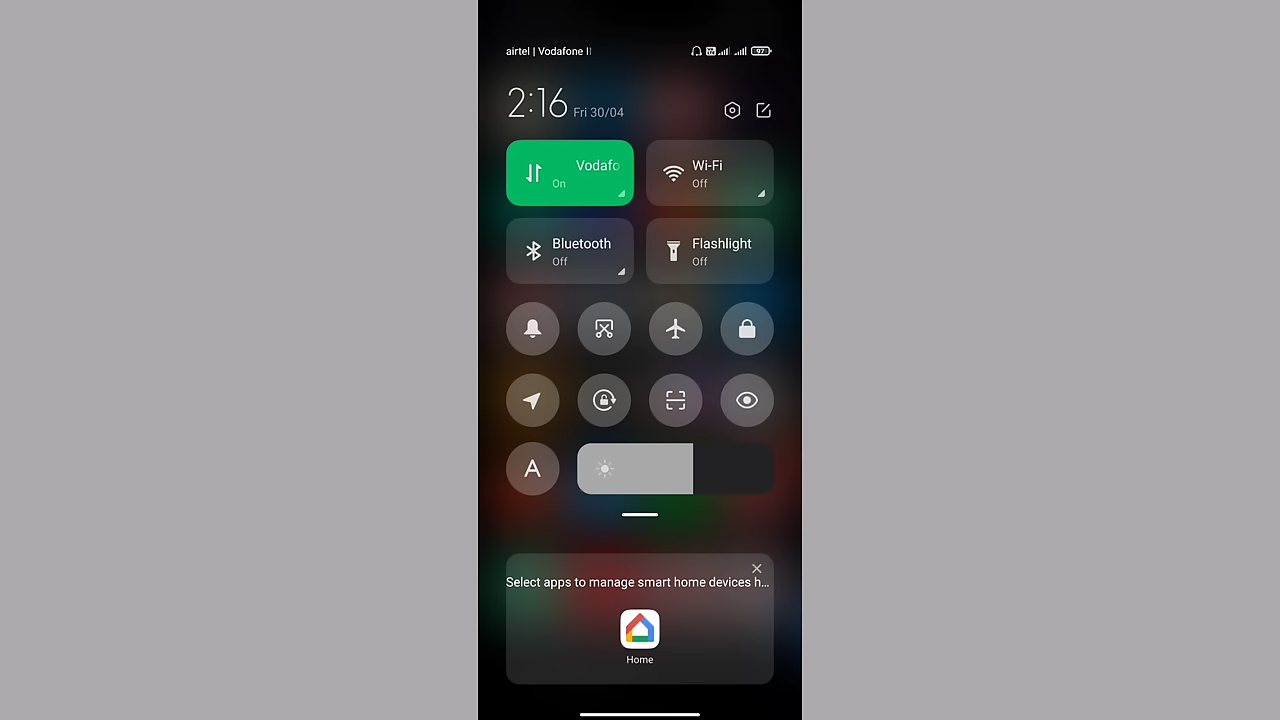 airtel | Vodafone I
97
2:16 Fri 30/04
Vodafo
On
Wi-Fi
Off
Bluetooth
Off
Flashlight
Off
A
Select apps to manage smart home devices h...
Home